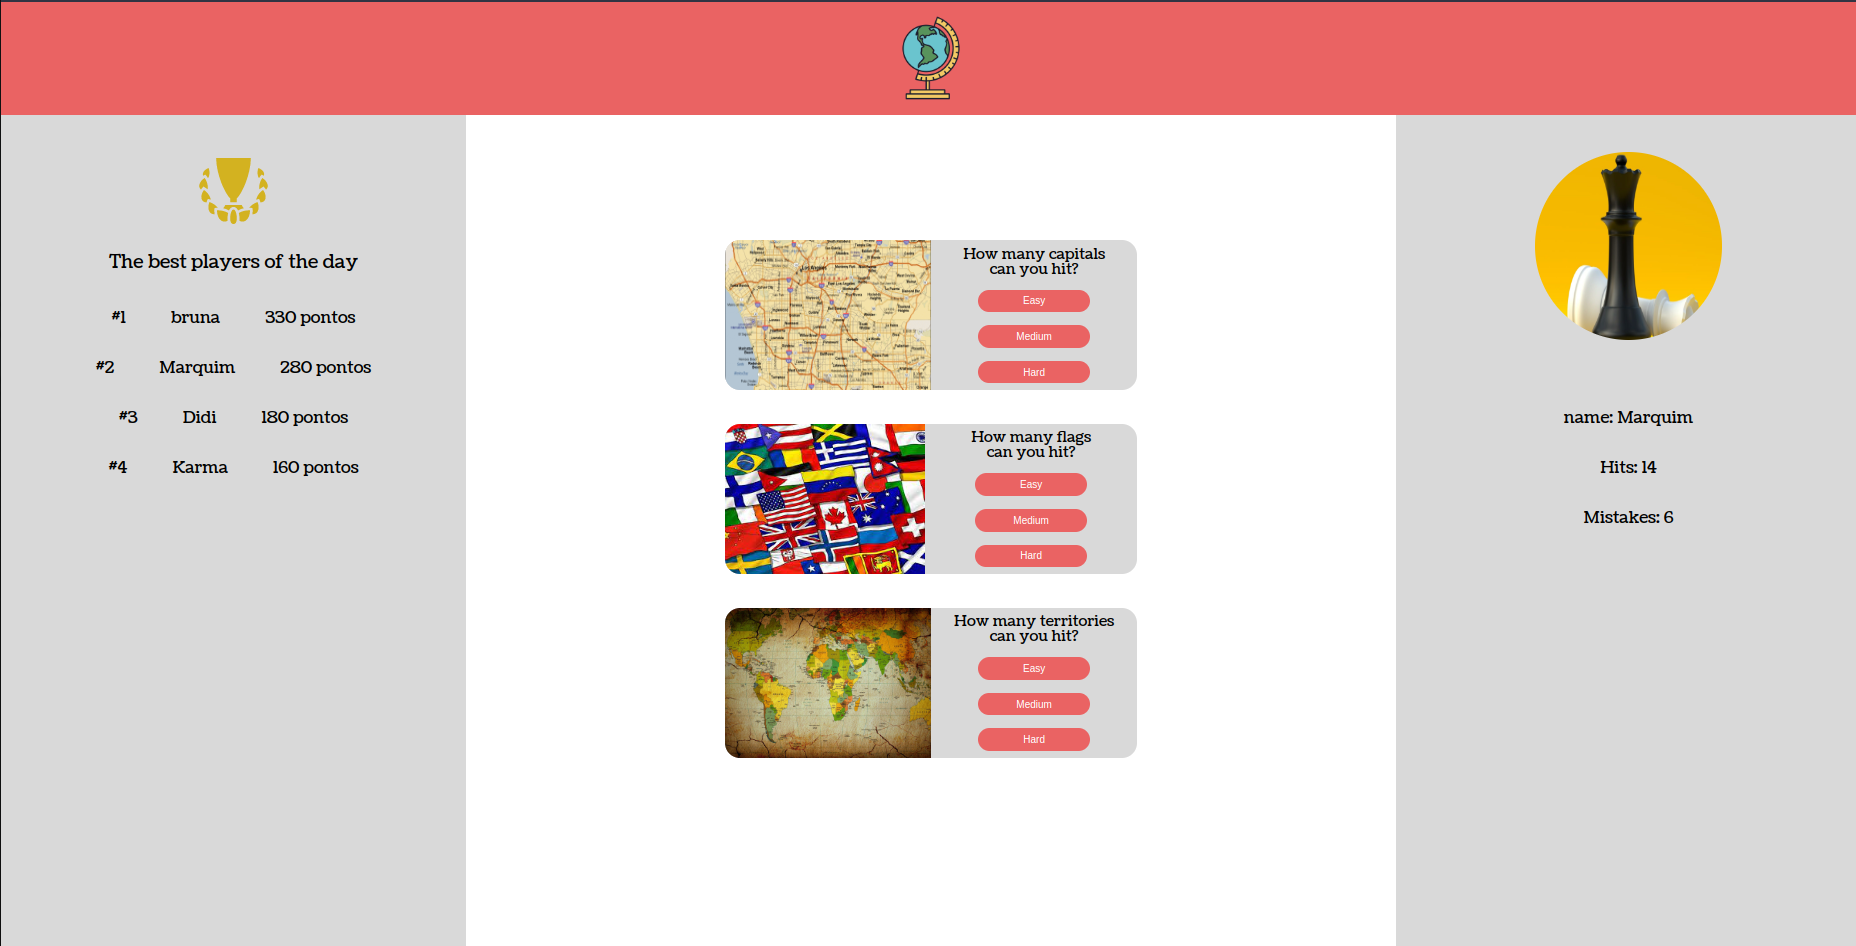 The best players of the day
#1 bruna 330 pontos
#2 Marquim 280 pontos
#3 Didi 180 pontos
#4 Karma 160 pontos
How many capitals
can you hit?
Easy
Medium
Hard
How many flags
can you hit?
Easy
Medium
Hard
How many territories
can you hit?
Easy
Medium
Hard
name: Marquim
Hits: 14
Mistakes: 6